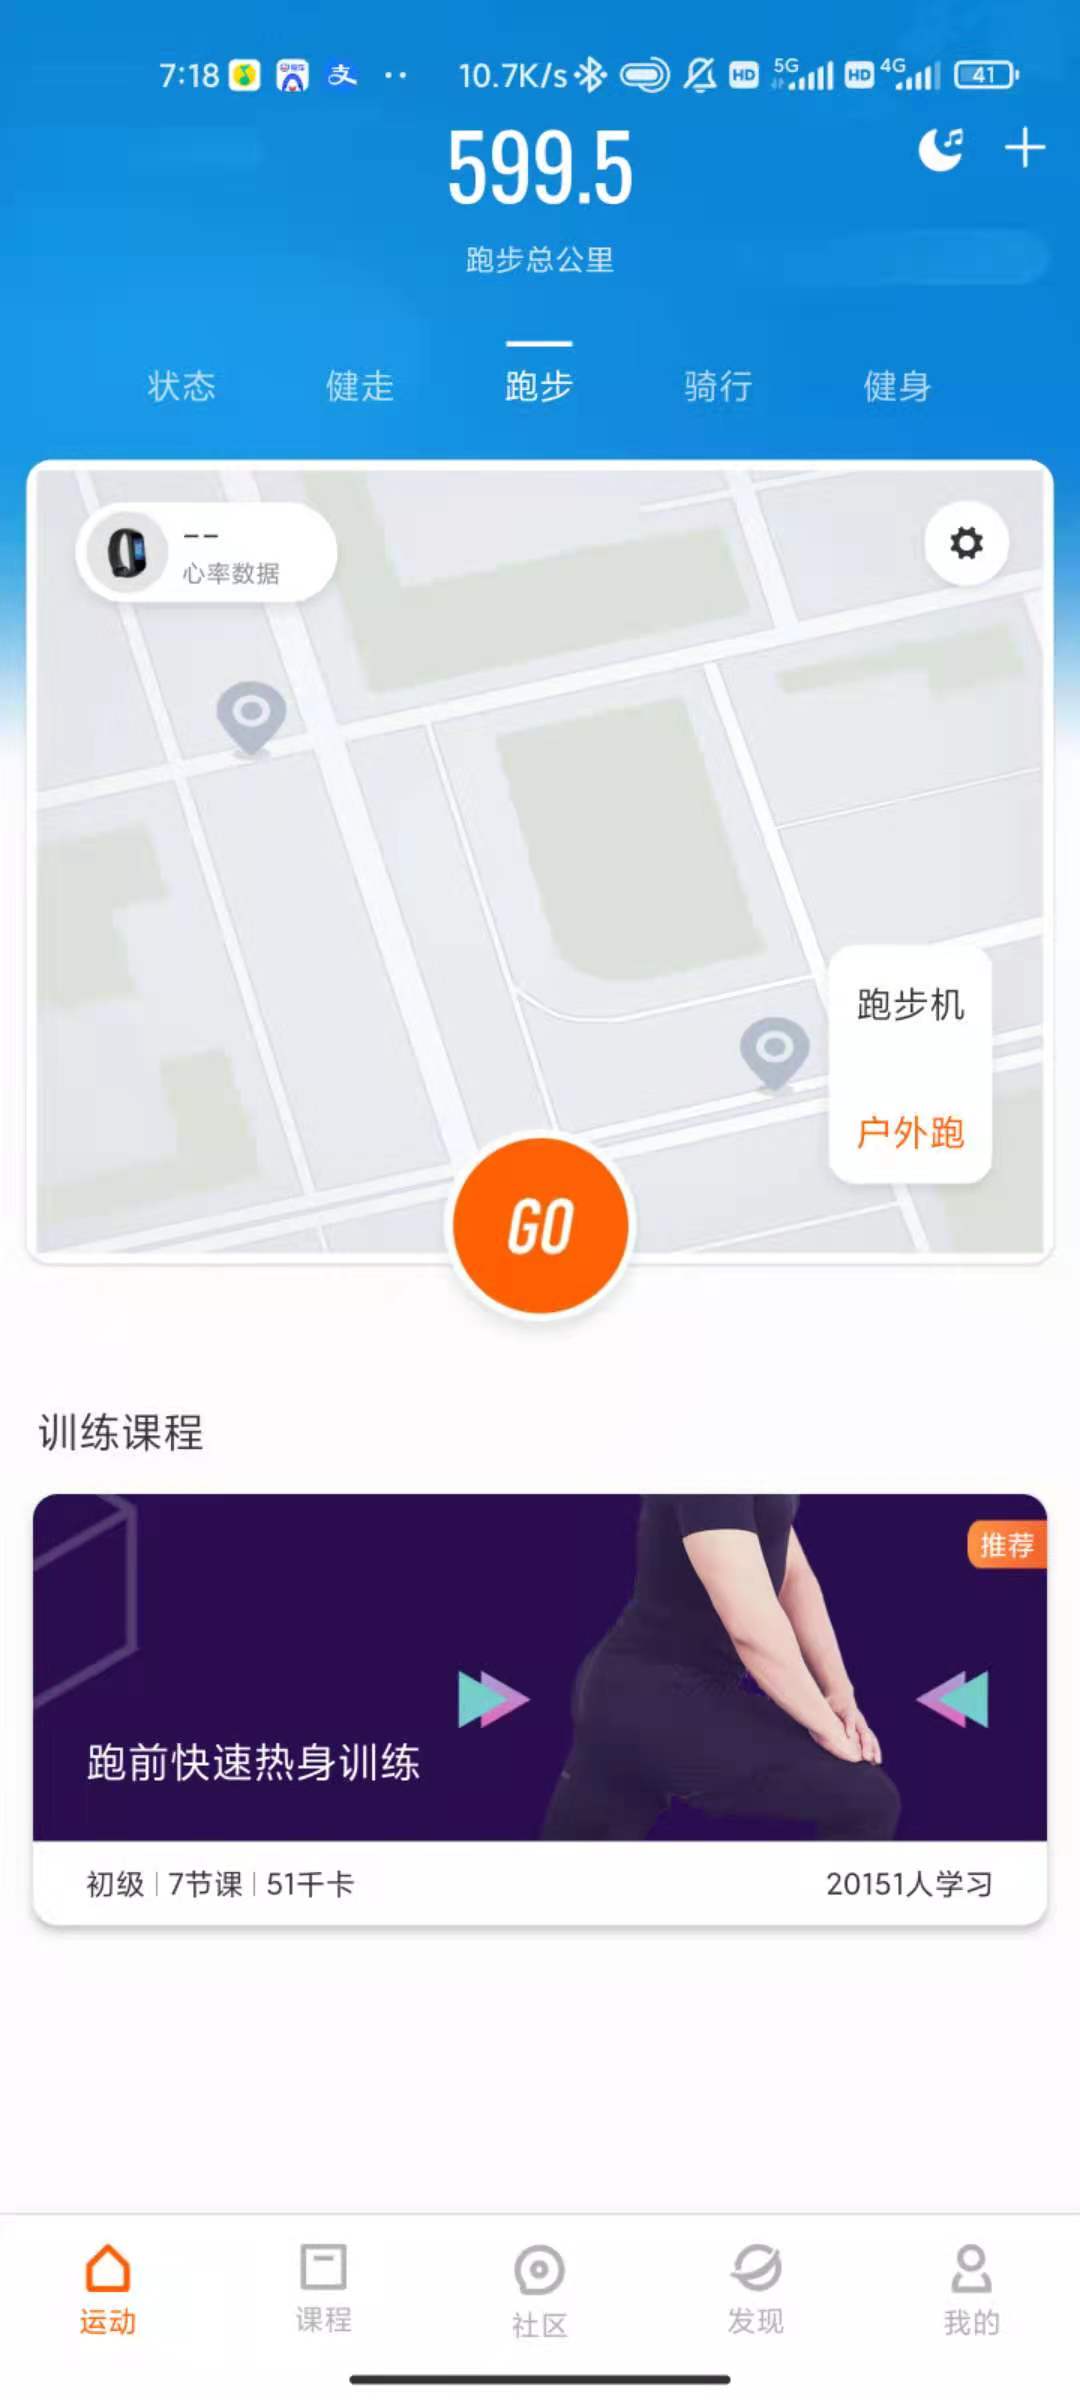 7:18 10.7K/s HD 5G HD 4G 41
599.5
跑步总公里
状态 健走 跑步 骑行 健身
--
心率数据
跑步机
户外跑
GO
训练课程
推荐
跑前快速热身训练
初级 | 7节课 | 51千卡 20151人学习
运动 课程 社区 发现 我的